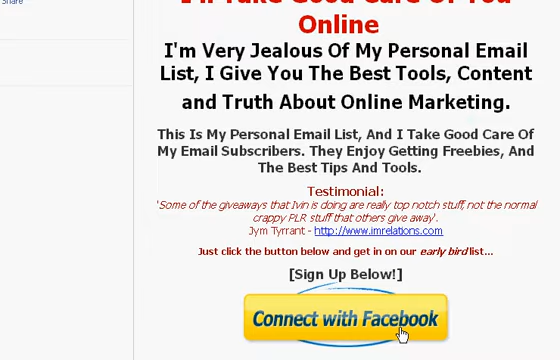 Share
I'll Take Good Care Of You
Online
I'm Very Jealous Of My Personal Email
List, I Give You The Best Tools, Content
and Truth About Online Marketing.
This Is My Personal Email List, And I Take Good Care Of
My Email Subscribers. They Enjoy Getting Freebies, And
The Best Tips And Tools.
Testimonial:
'Some of the giveaways that Ivin is doing are really top notch stuff, not the normal
crappy PLR stuff that others give away'.
Jym Tyrrant - http://www.imrelations.com
Just click the button below and get in on our early bird list...
[Sign Up Below!]
Connect with Facebook